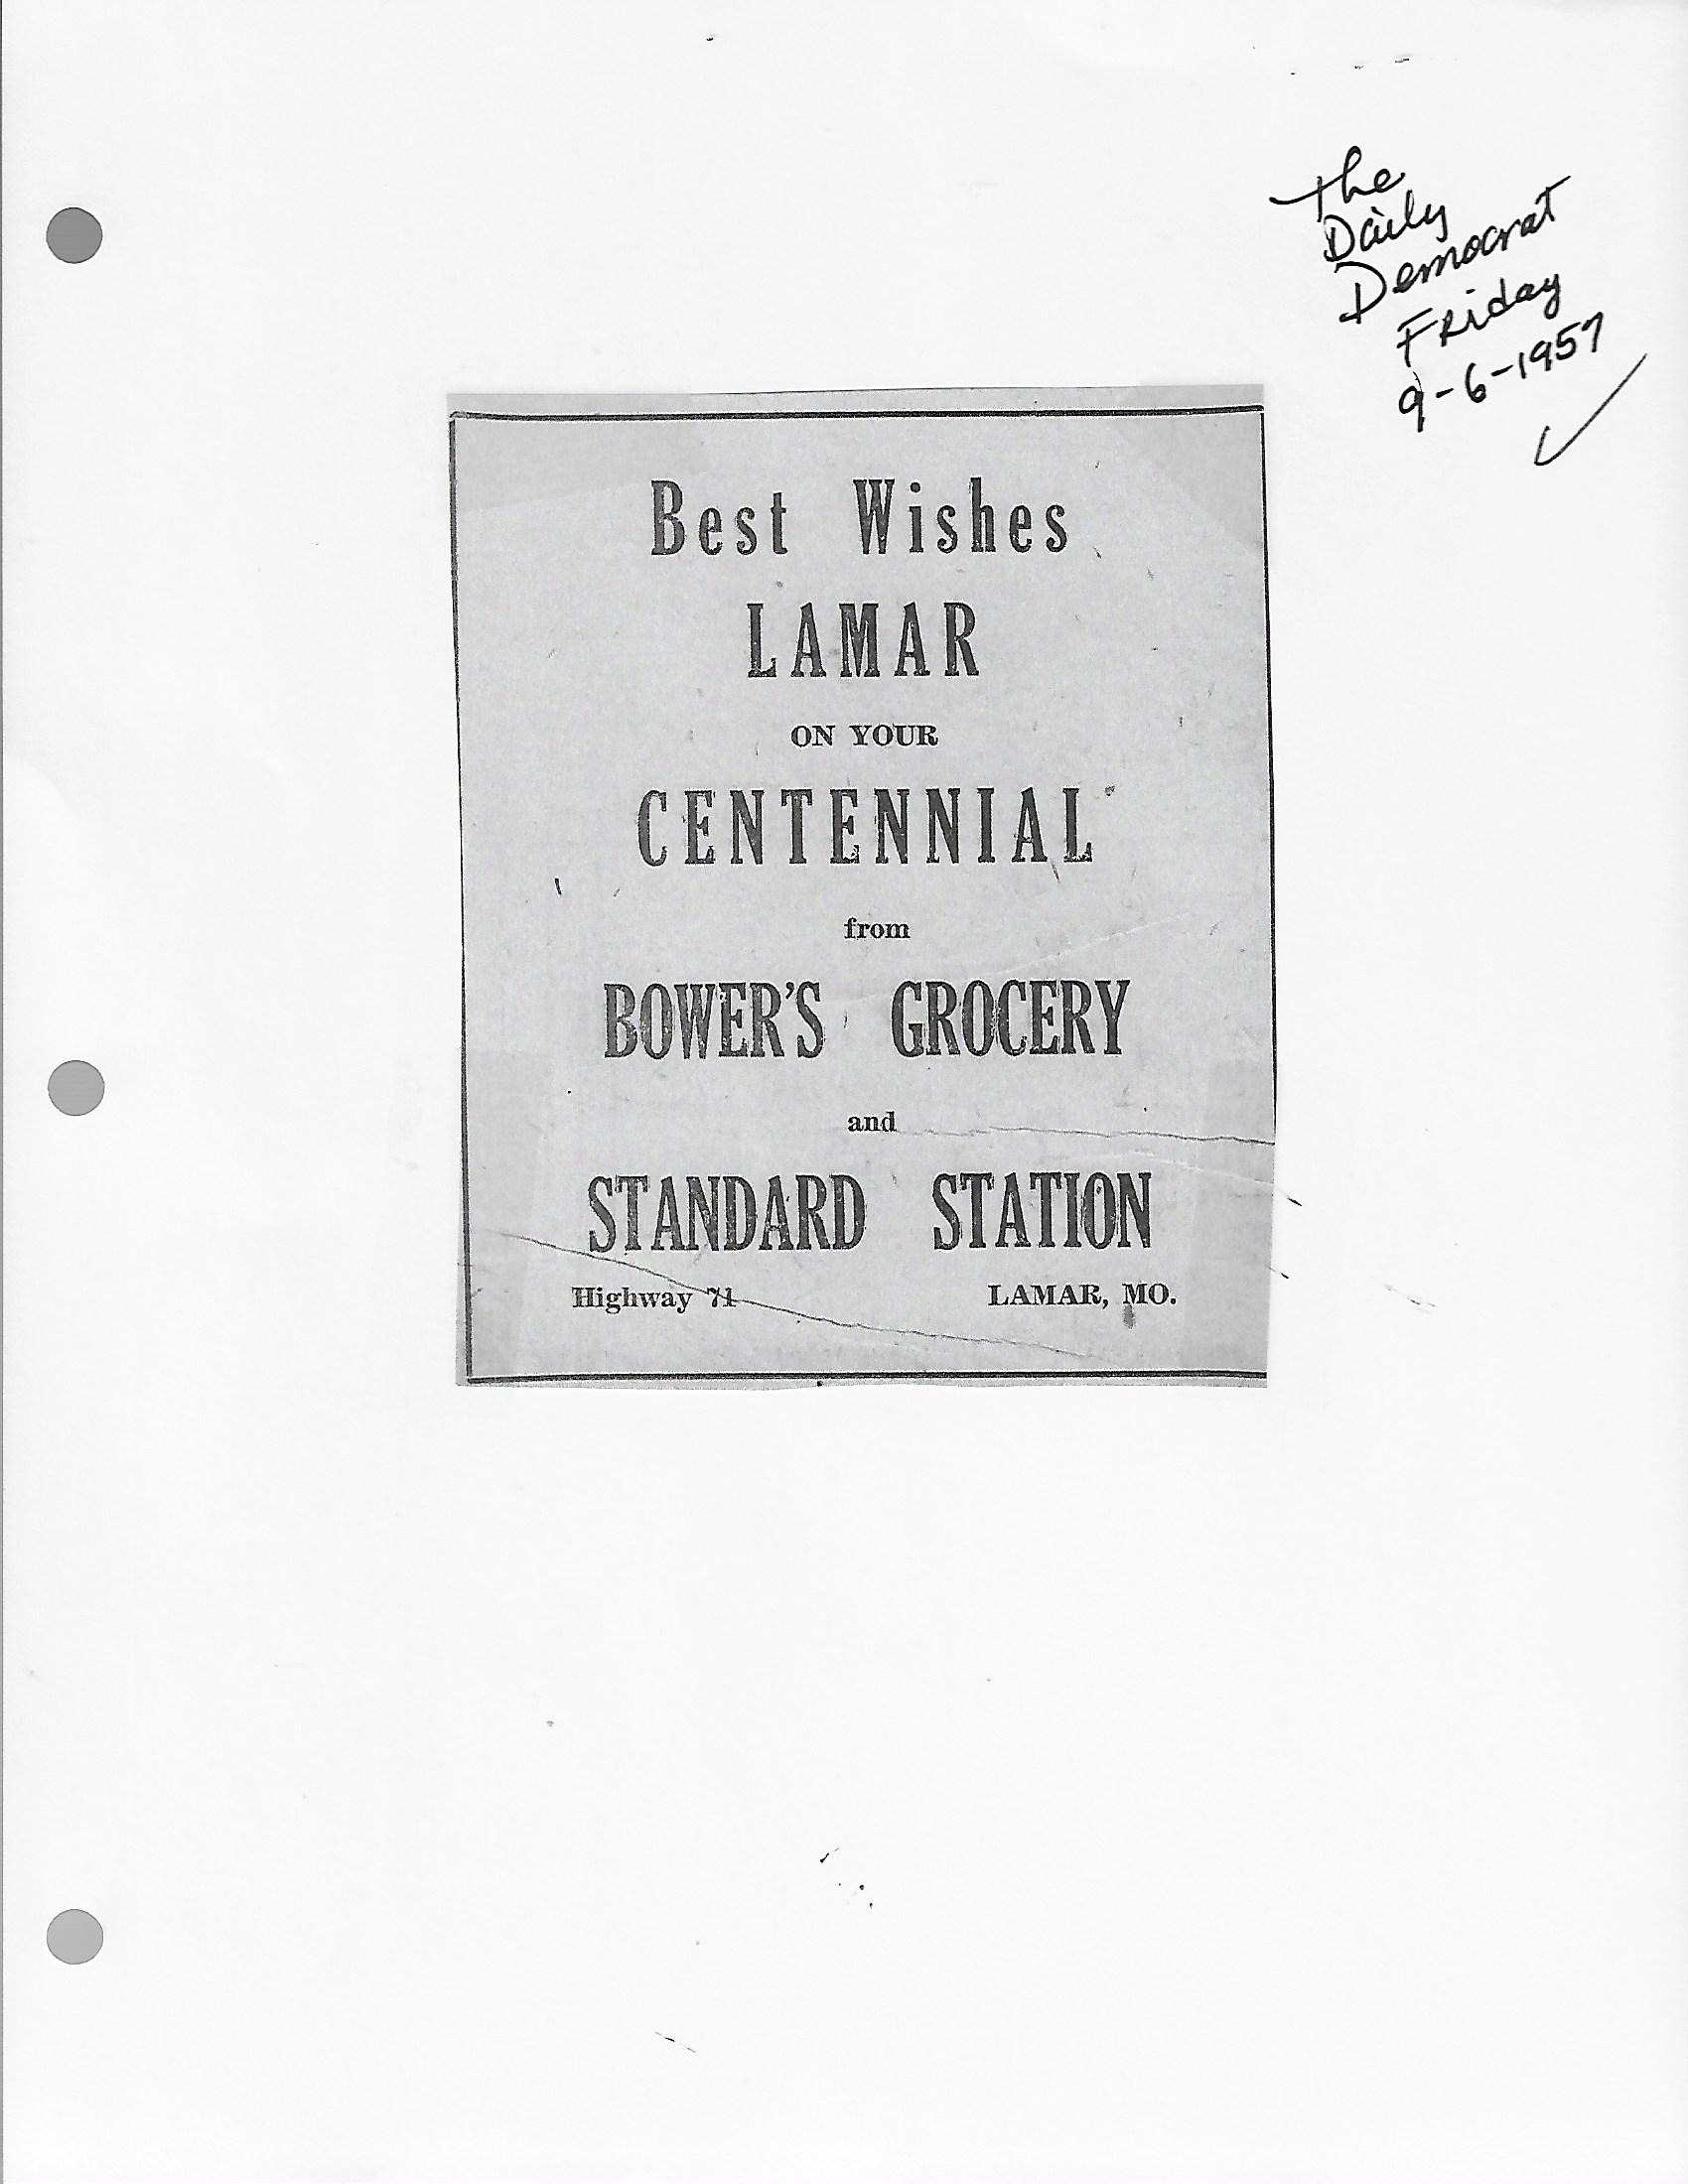 the
Daily
Democrat
Friday
9-6-1957
Best Wishes
LAMAR
ON YOUR
CENTENNIAL
from
BOWER'S GROCERY
and
STANDARD STATION
Highway 71 LAMAR, MO.